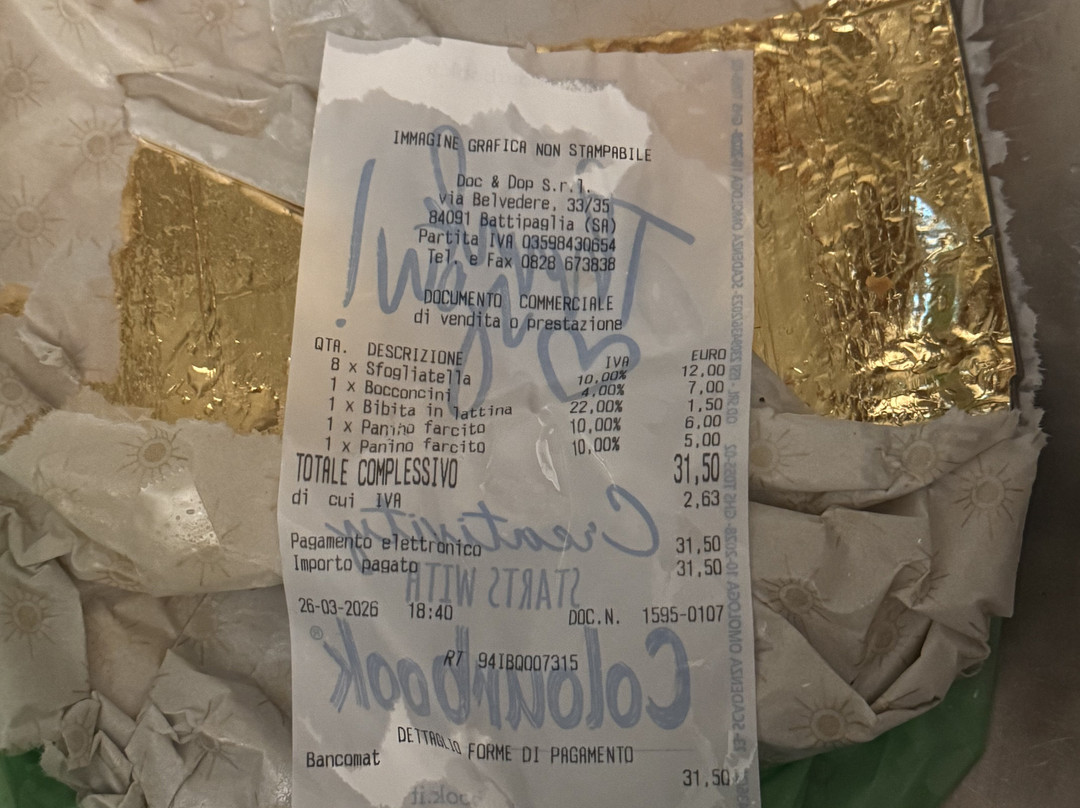 IMMAGINE GRAFICA NON STAMPABILE
Doc & Dop S.r.l.
via Belvedere, 33/35
84091 Battipaglia (SA)
Partita IVA 03598430654
Tel. e Fax 0828 673838
DOCUMENTO COMMERCIALE
di vendita o prestazione
QTA. DESCRIZIONE IVA EURO
8 x Sfogliatella 10,00% 12,00
1 x Bocconcini 4,00% 7,00
1 x Bibita in lattina 22,00% 1,50
1 x Panino farcito 10,00% 6,00
1 x Panino farcito 10,00% 5,00
TOTALE COMPLESSIVO 31,50
di cui IVA 2,63
Pagamento elettronico 31,50
Importo pagato 31,50
26-03-2026 18:40 DOC.N. 1595-0107
RT 94IBQ007315
DETTAGLIO FORME DI PAGAMENTO
Bancomat 31,50
Thank you!
Creativity
STARTS WITH
Colourbook®